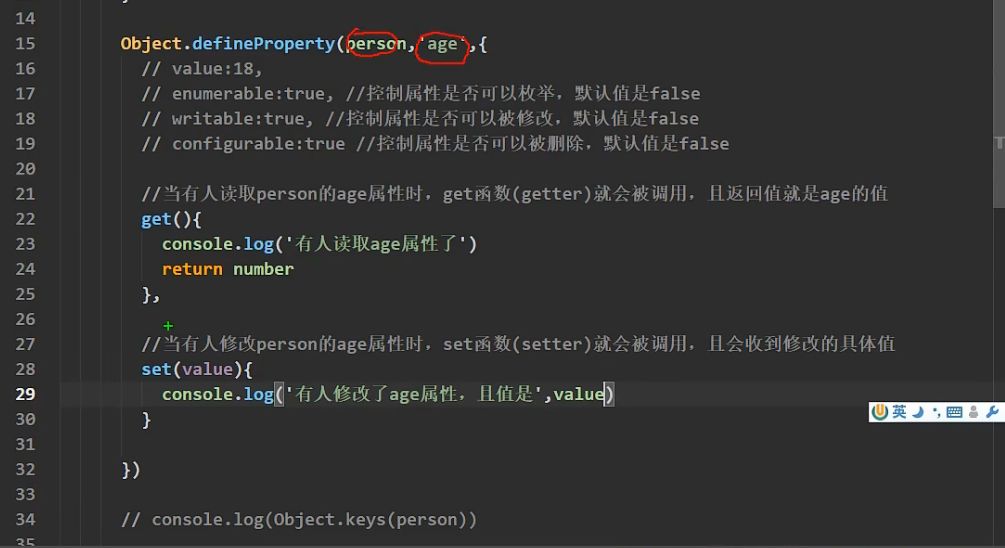 14
15 Object.defineProperty(person,'age',{
16 // value:18,
17 // enumerable:true, //控制属性是否可以枚举，默认值是false
18 // writable:true, //控制属性是否可以被修改，默认值是false
19 // configurable:true //控制属性是否可以被删除，默认值是false
20
21 //当有人读取person的age属性时，get函数(getter)就会被调用，且返回值就是age的值
22 get(){
23 console.log('有人读取age属性了')
24 return number
25 },
26
27 //当有人修改person的age属性时，set函数(setter)就会被调用，且会收到修改的具体值
28 set(value){
29 console.log('有人修改了age属性，且值是',value)
英
30 }
31
32 })
33
34 // console.log(Object.keys(person))
35